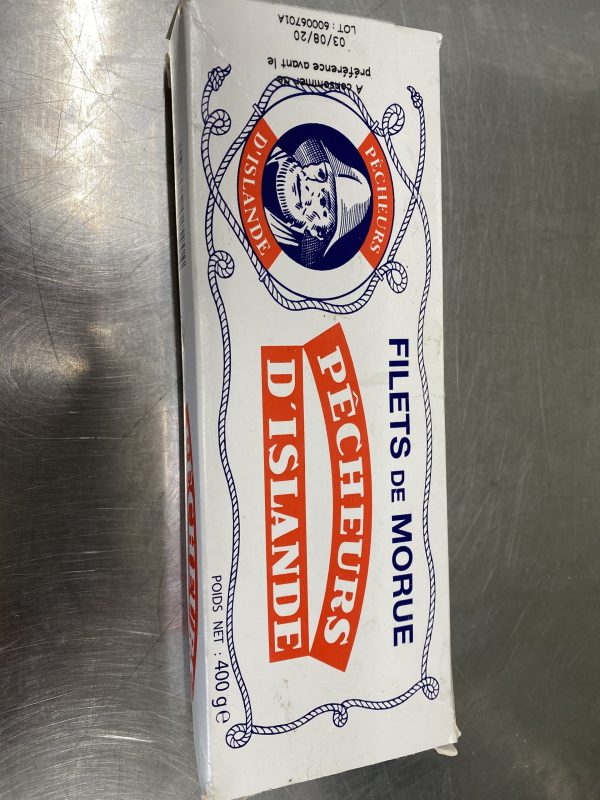 FILETS DE MORUE
PÊCHEURS
D'ISLANDE
POIDS NET : 400 g e
PÊCHEURS
D'ISLANDE
A consommer de
préférence avant le
03/08/20
LOT : 60006701A